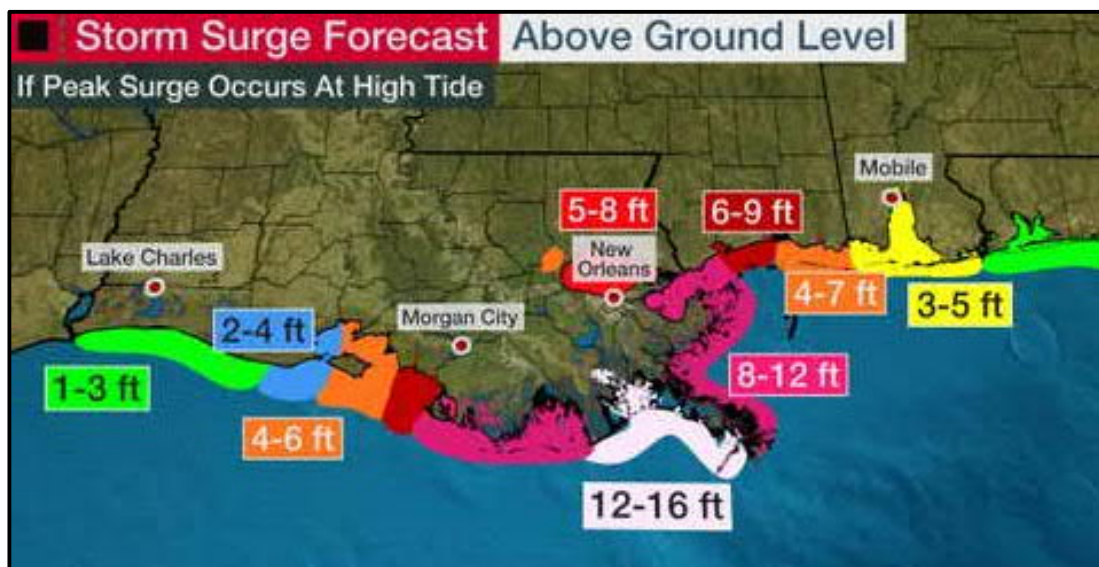 Storm Surge Forecast Above Ground Level
If Peak Surge Occurs At High Tide
Mobile
5-8 ft
6-9 ft
New
Orleans
Lake Charles
4-7 ft
3-5 ft
Morgan City
2-4 ft
1-3 ft
8-12 ft
4-6 ft
12-16 ft